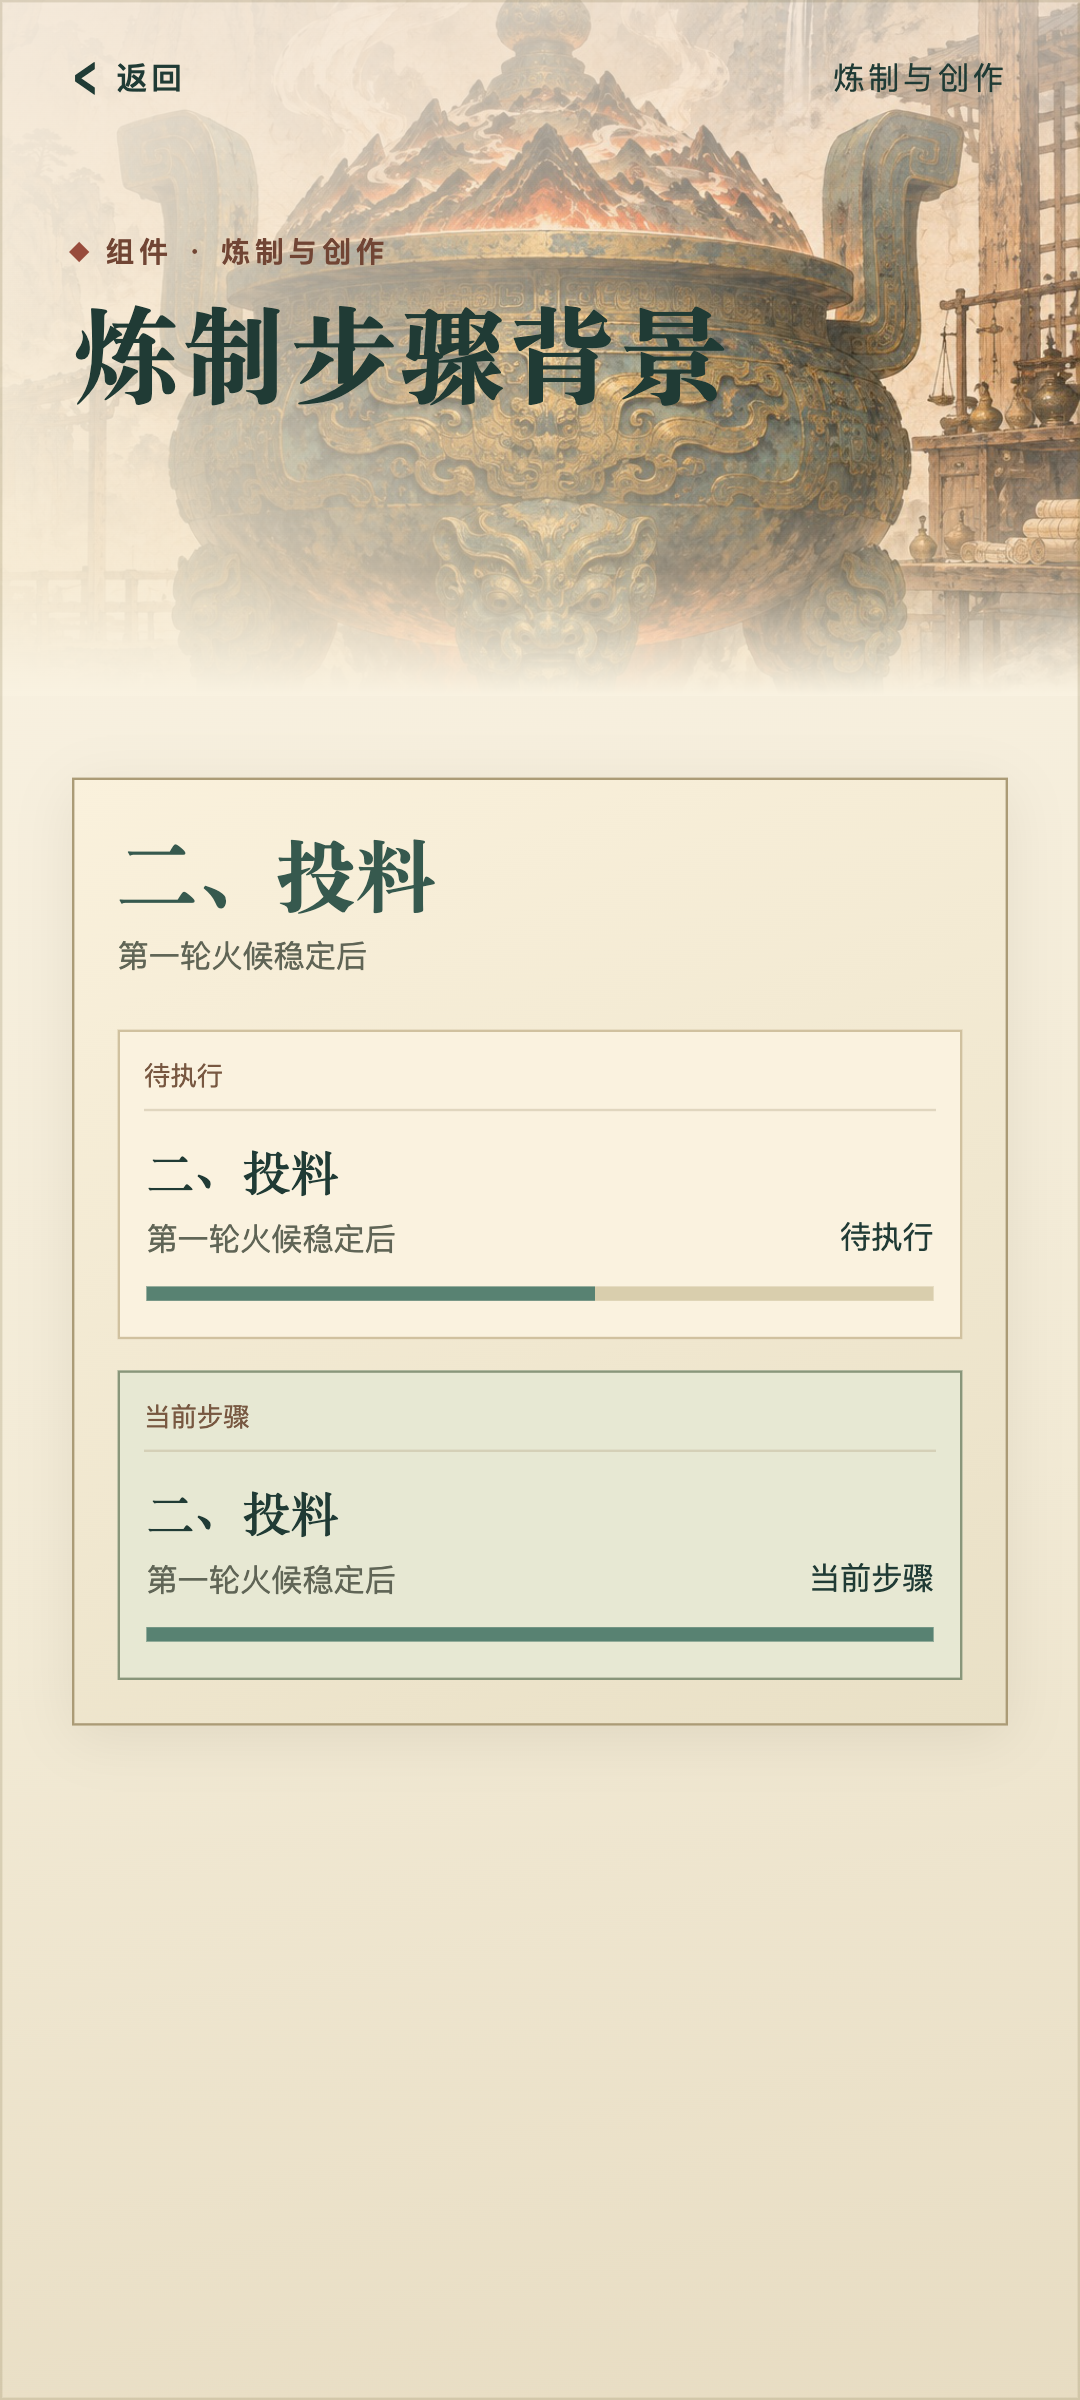 返回
炼制与创作
组件 · 炼制与创作
炼制步骤背景
二、投料
第一轮火候稳定后
待执行
二、投料
第一轮火候稳定后
待执行
当前步骤
二、投料
第一轮火候稳定后
当前步骤